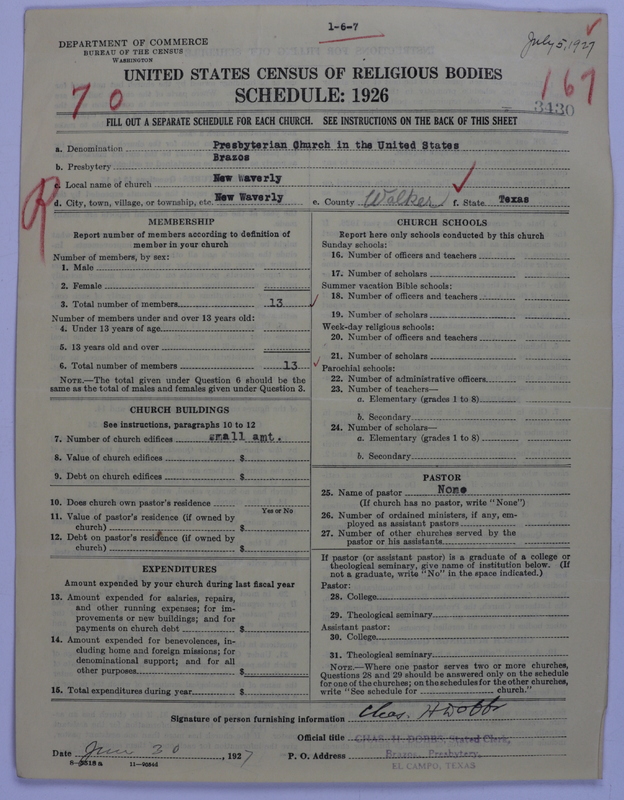 1-6-7
July 5, 1927
DEPARTMENT OF COMMERCE
BUREAU OF THE CENSUS
WASHINGTON
UNITED STATES CENSUS OF RELIGIOUS BODIES
SCHEDULE: 1926
70
167
3430
FILL OUT A SEPARATE SCHEDULE FOR EACH CHURCH. SEE INSTRUCTIONS ON THE BACK OF THIS SHEET
a. Denomination Presbyterian Church in the United States
b. Presbytery Brazos
c. Local name of church New Waverly
d. City, town, village, or township, etc. New Waverly e. County Walker f. State Texas
R
MEMBERSHIP
Report number of members according to definition of
member in your church
Number of members, by sex:
1. Male
2. Female
3. Total number of members 13
Number of members under and over 13 years old:
4. Under 13 years of age
5. 13 years old and over
6. Total number of members 13
NOTE.—The total given under Question 6 should be the
same as the total of males and females given under Question 3.
CHURCH BUILDINGS
See instructions, paragraphs 10 to 12
7. Number of church edifices small amt.
8. Value of church edifices $
9. Debt on church edifices $
10. Does church own pastor's residence
Yes or No
11. Value of pastor's residence (if owned by
church) $
12. Debt on pastor's residence (if owned by
church) $
EXPENDITURES
Amount expended by your church during last fiscal year
13. Amount expended for salaries, repairs,
and other running expenses; for im-
provements or new buildings; and for
payments on church debt $
14. Amount expended for benevolences, in-
cluding home and foreign missions; for
denominational support; and for all
other purposes $
15. Total expenditures during year $
CHURCH SCHOOLS
Report here only schools conducted by this church
Sunday schools:
16. Number of officers and teachers
17. Number of scholars
Summer vacation Bible schools:
18. Number of officers and teachers
19. Number of scholars
Week-day religious schools:
20. Number of officers and teachers
21. Number of scholars
Parochial schools:
22. Number of administrative officers
23. Number of teachers—
a. Elementary (grades 1 to 8)
b. Secondary
24. Number of scholars—
a. Elementary (grades 1 to 8)
b. Secondary
PASTOR
25. Name of pastor None
(If church has no pastor, write "None")
26. Number of ordained ministers, if any, em-
ployed as assistant pastors
27. Number of other churches served by the
pastor or his assistants
If pastor (or assistant pastor) is a graduate of a college or
theological seminary, give name of institution below. (If
not a graduate, write "No" in the space indicated.)
Pastor:
28. College
29. Theological seminary
Assistant pastor:
30. College
31. Theological seminary
NOTE.—Where one pastor serves two or more churches,
Questions 28 and 29 should be answered only on the schedule
for one of the churches; on the schedules for the other churches,
write "See schedule for church."
Signature of person furnishing information Chas. H Dobbs
Official title CHAS. H. DOBBS, Stated Clerk,
Date June 30, 1927 P. O. Address Brazos Presbytery,
EL CAMPO, TEXAS